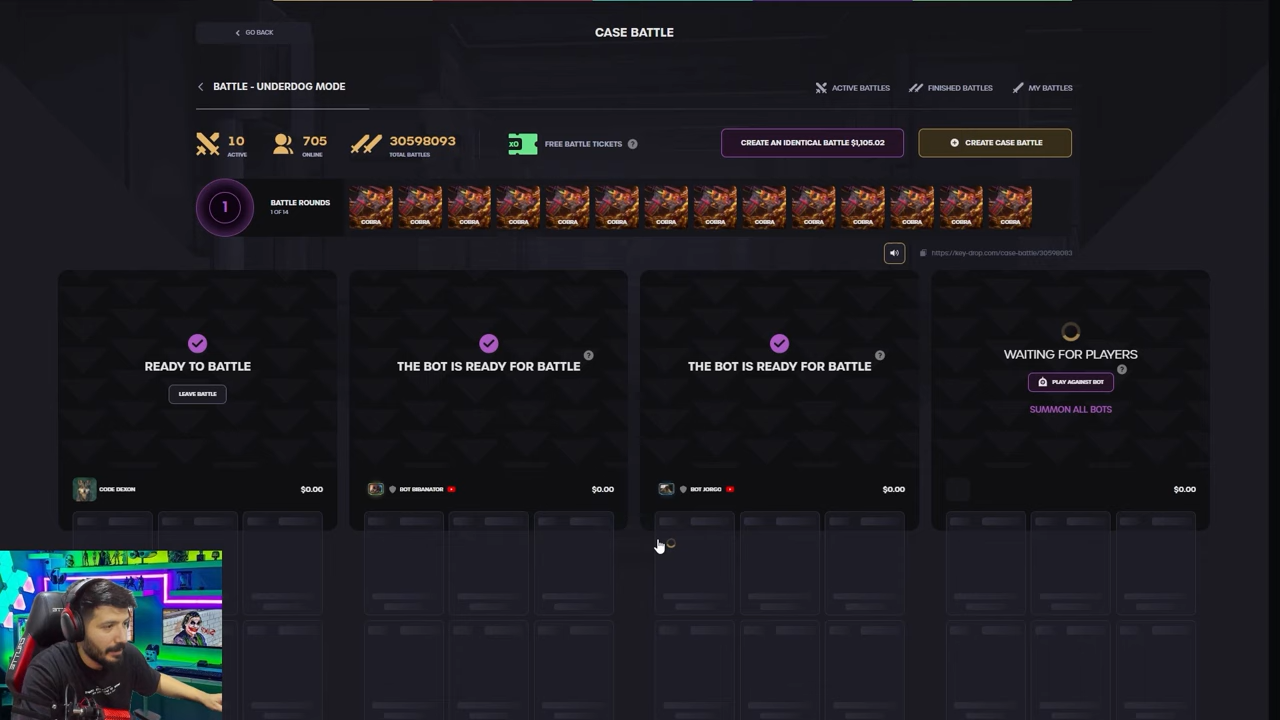 GO BACK
CASE BATTLE
BATTLE - UNDERDOG MODE
ACTIVE BATTLES
FINISHED BATTLES
MY BATTLES
10
ACTIVE
705
ONLINE
30598093
TOTAL BATTLES
x0
FREE BATTLE TICKETS ?
CREATE AN IDENTICAL BATTLE $1,105.02
CREATE CASE BATTLE
1
BATTLE ROUNDS
1 OF 14
COBRA COBRA COBRA COBRA COBRA COBRA COBRA COBRA COBRA COBRA COBRA COBRA COBRA COBRA
https://key-drop.com/case-battle/30598093
READY TO BATTLE
LEAVE BATTLE
CODE DEXON
$0.00
THE BOT IS READY FOR BATTLE ?
BOT BIBANATOR
$0.00
THE BOT IS READY FOR BATTLE ?
BOT JORGO
$0.00
WAITING FOR PLAYERS
PLAY AGAINST BOT ?
SUMMON ALL BOTS
$0.00